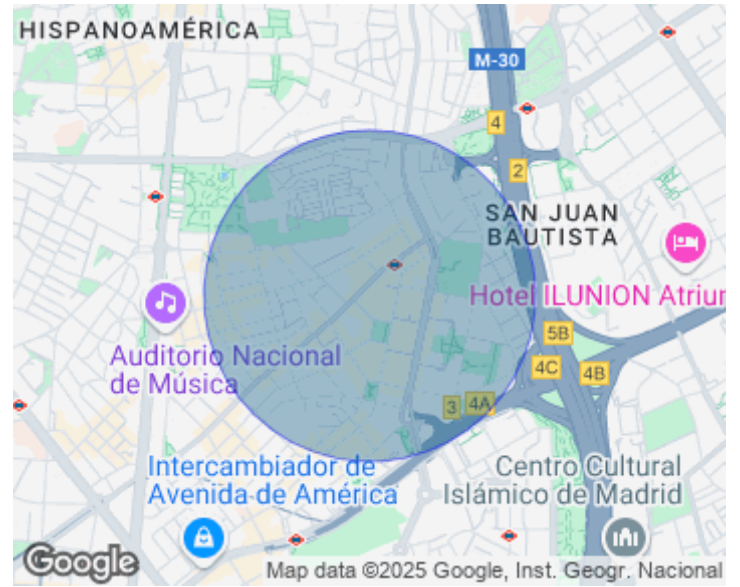 HISPANOAMÉRICA
M-30
4
2
SAN JUAN
BAUTISTA
Hotel ILUNION Atriur
5B
4C
4B
Auditorio Nacional
de Música
3
4A
Intercambiador de
Avenida de América
Centro Cultural
Islámico de Madrid
Google
Map data ©2025 Google, Inst. Geogr. Nacional